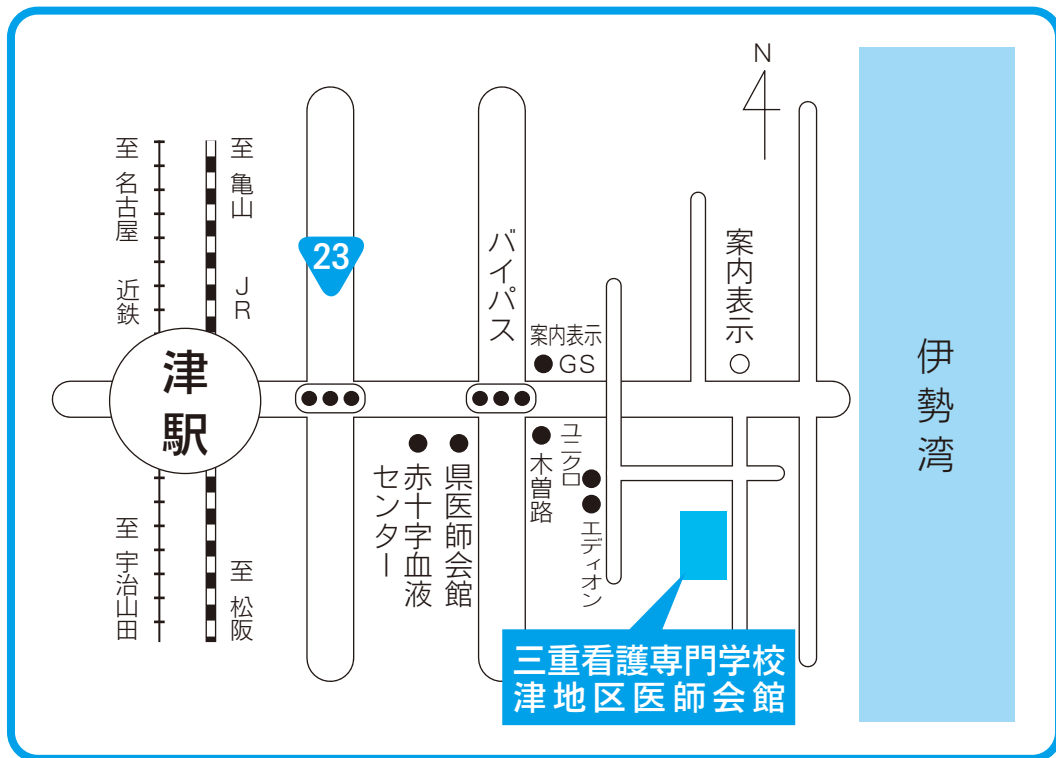 N
至 名古屋
近鉄
至 亀山
JR
23
バイパス
案内表示
GS
案内表示
伊勢湾
津駅
赤十字血液
センター
県医師会館
木曽路
ユニクロ
エディオン
至 宇治山田
至 松阪
三重看護専門学校
津地区医師会館